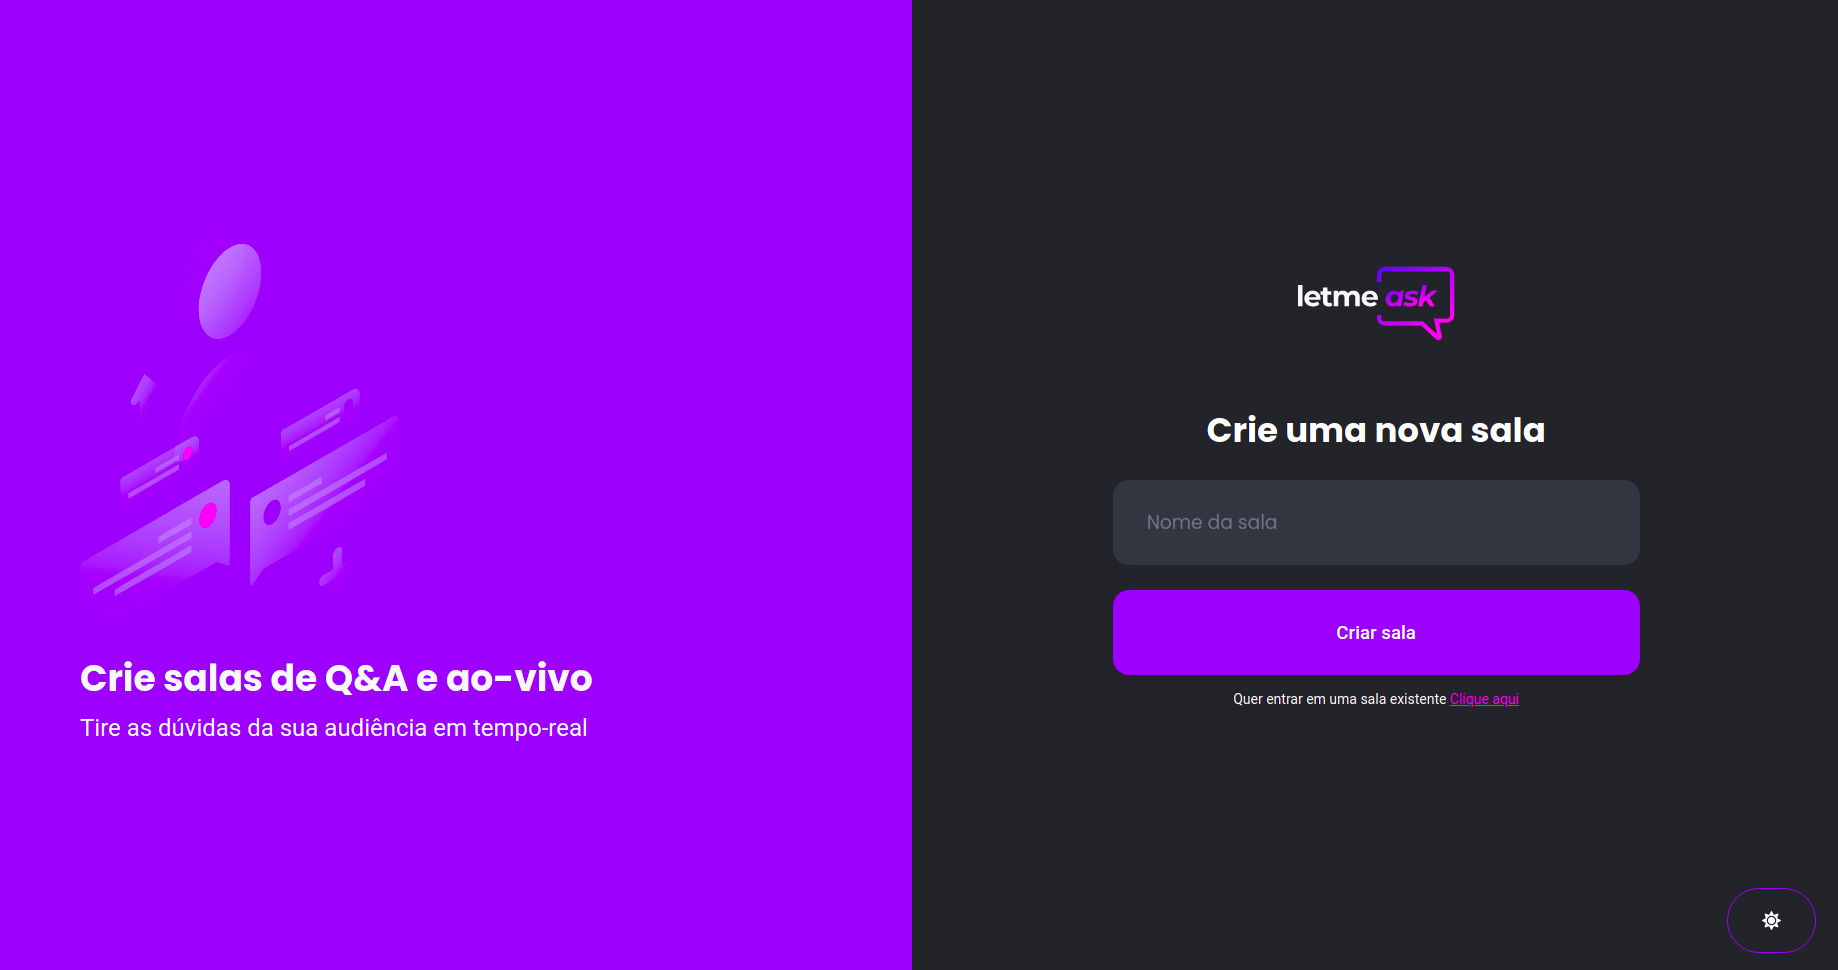 Crie salas de Q&A e ao-vivo
Tire as dúvidas da sua audiência em tempo-real
letme ask
Crie uma nova sala
Nome da sala
Criar sala
Quer entrar em uma sala existente Clique aqui